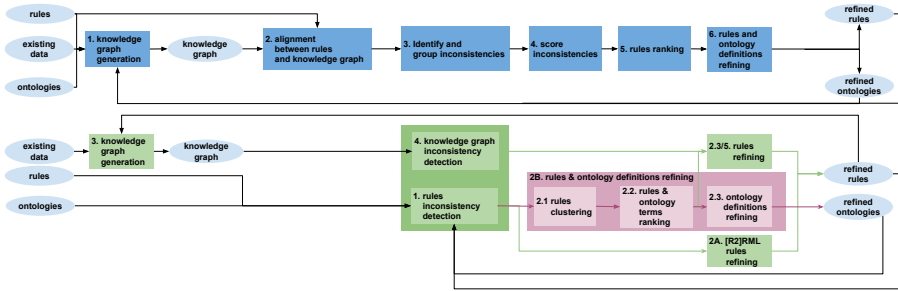 rules
existing
data
ontologies
1. knowledge
graph
generation
knowledge
graph
2. alignment
between rules
and knowledge graph
3. Identify and
group inconsistencies
4. score
inconsistencies
5. rules ranking
6. rules and
ontology
definitions
refining
refined
rules
refined
ontologies
existing
data
rules
ontologies
3. knowledge
graph
generation
knowledge
graph
4. knowledge graph
inconsistency
detection
1. rules
inconsistency
detection
2B. rules & ontology definitions refining
2.1 rules
clustering
2.2. rules &
ontology
terms
ranking
2.3. ontology
definitions
refining
2.3/5. rules
refining
2A. [R2]RML
rules
refining
refined
rules
refined
ontologies